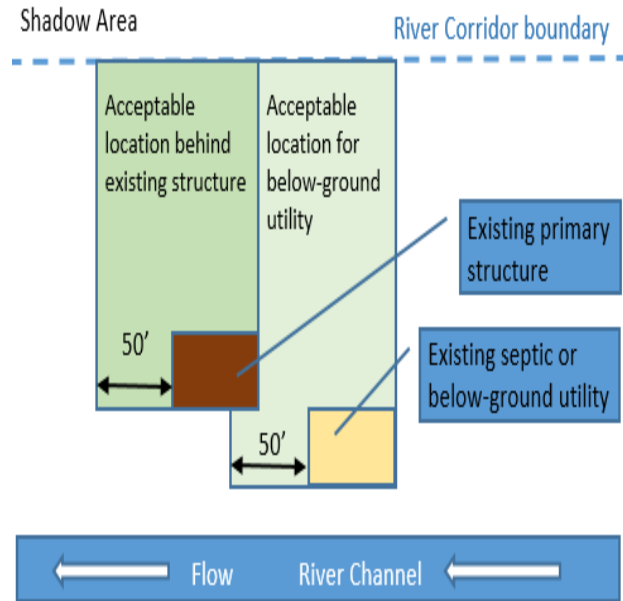 Shadow Area
River Corridor boundary
Acceptable
location behind
existing structure
Acceptable
location for
below-ground
utility
Existing primary
structure
50’
Existing septic or
below-ground utility
50’
Flow
River Channel